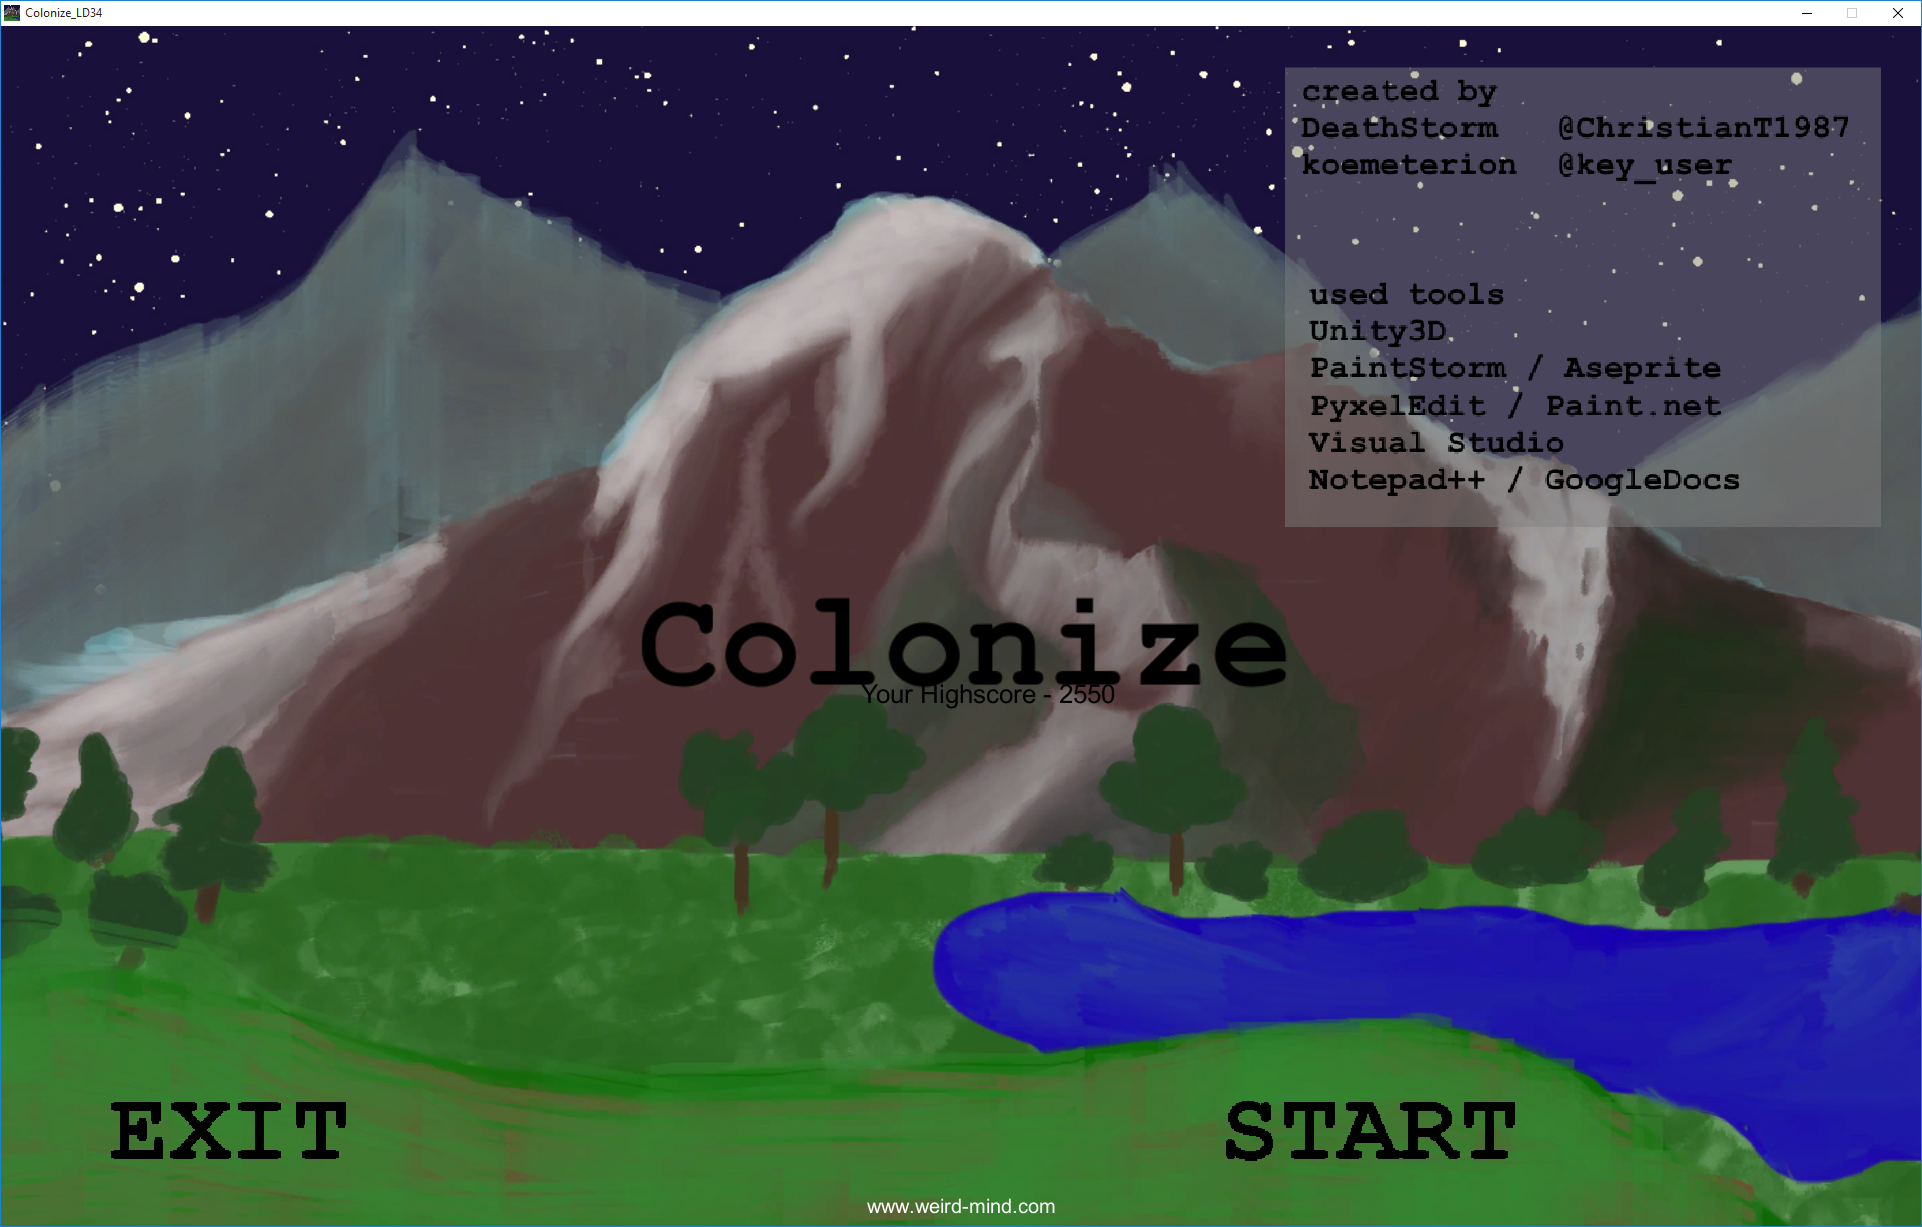 Colonize_LD34
created by
DeathStorm @ChristianT1987
koemeterion @key_user
used tools
Unity3D
PaintStorm / Aseprite
PyxelEdit / Paint.net
Visual Studio
Notepad++ / GoogleDocs
Colonize
Your Highscore - 2550
EXIT START
www.weird-mind.com